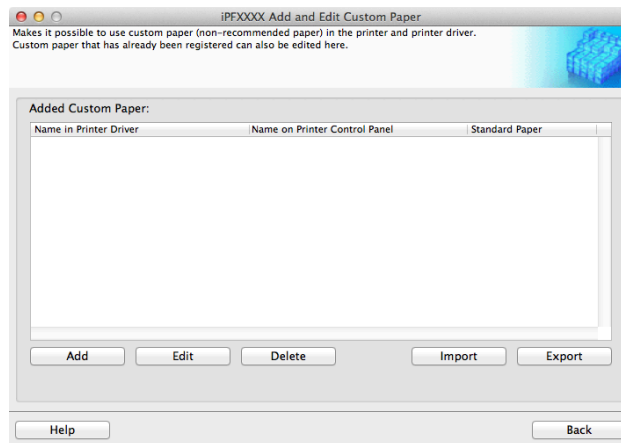 iPFXXXX Add and Edit Custom Paper
Makes it possible to use custom paper (non-recommended paper) in the printer and printer driver.
Custom paper that has already been registered can also be edited here.
Added Custom Paper:
Name in Printer Driver Name on Printer Control Panel Standard Paper
Add Edit Delete Import Export
Help Back